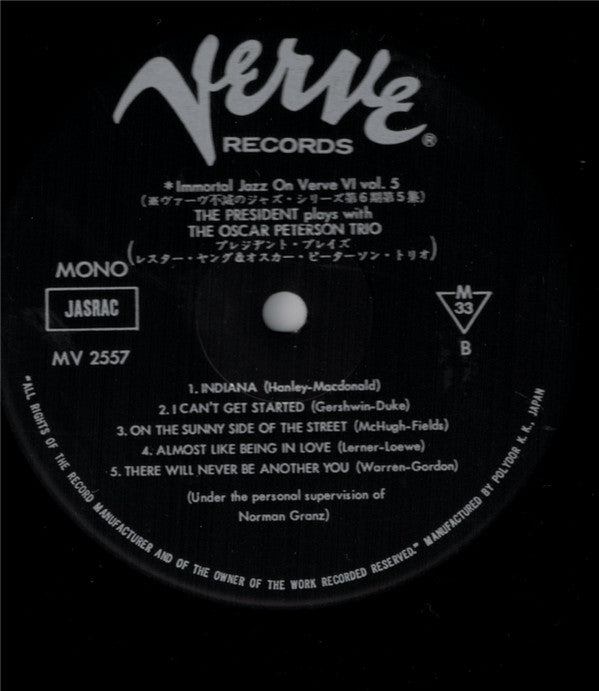 Verve®
RECORDS
*Immortal Jazz On Verve VI vol. 5
(※ヴァーヴ不滅のジャズ・シリーズ第6期第5集)
THE PRESIDENT plays with
THE OSCAR PETERSON TRIO
(プレジデント・プレイズ
レスター・ヤング&オスカー・ピーターソン・トリオ)
MONO
JASRAC
MV 2557
M
33
B
1. INDIANA (Hanley-Macdonald)
2. I CAN'T GET STARTED (Gershwin-Duke)
3. ON THE SUNNY SIDE OF THE STREET (McHugh-Fields)
4. ALMOST LIKE BEING IN LOVE (Lerner-Loewe)
5. THERE WILL NEVER BE ANOTHER YOU (Warren-Gordon)
(Under the personal supervision of
Norman Granz)
"ALL RIGHTS OF THE RECORD MANUFACTURER AND OF THE OWNER OF THE WORK RECORDED RESERVED." MANUFACTURED BY POLYDOR K. K., JAPAN